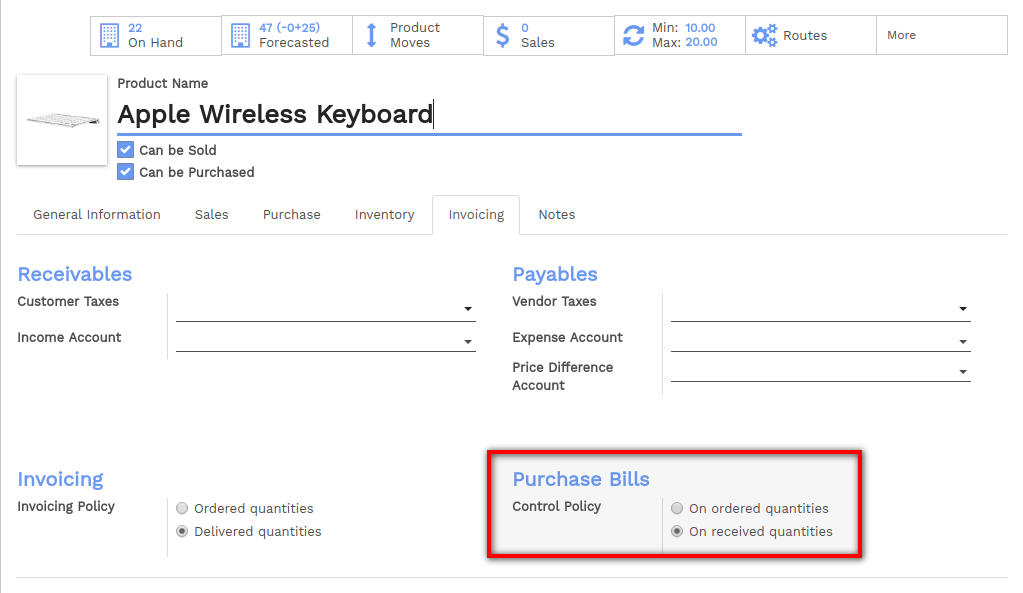 22
On Hand
47 (-0+25)
Forecasted
Product
Moves
0
Sales
Min: 10.00
Max: 20.00
Routes
More
Product Name
Apple Wireless Keyboard
Can be Sold
Can be Purchased
General Information Sales Purchase Inventory Invoicing Notes
Receivables
Customer Taxes
Income Account
Payables
Vendor Taxes
Expense Account
Price Difference
Account
Invoicing
Invoicing Policy
Ordered quantities
Delivered quantities
Purchase Bills
Control Policy
On ordered quantities
On received quantities